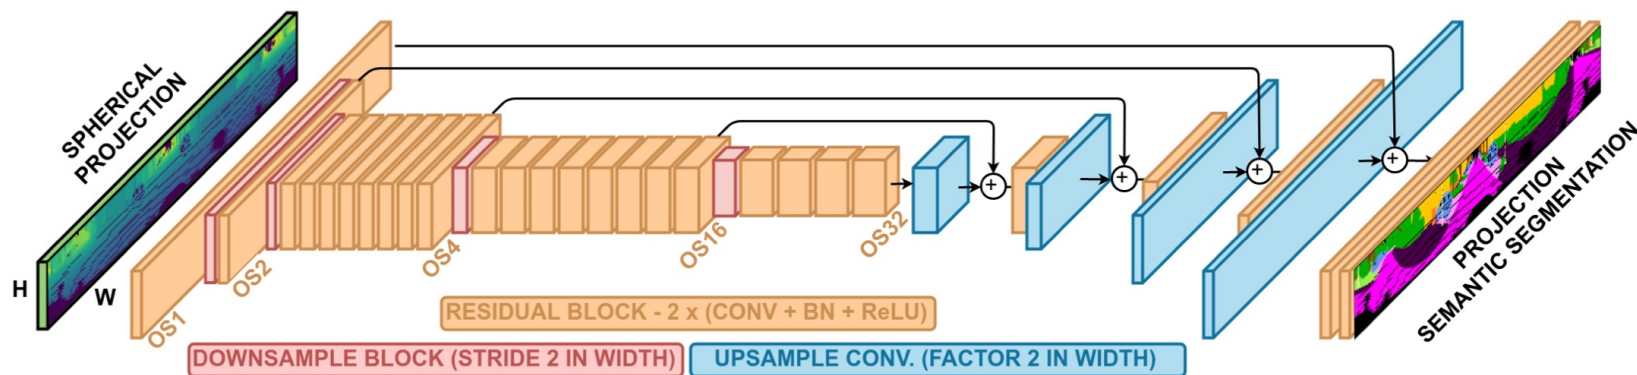 SPHERICAL
PROJECTION
H
W
OS1
OS2
OS4
OS16
OS32
+
+
+
+
PROJECTION
SEMANTIC SEGMENTATION
RESIDUAL BLOCK - 2 x (CONV + BN + ReLU)
DOWNSAMPLE BLOCK (STRIDE 2 IN WIDTH)
UPSAMPLE CONV. (FACTOR 2 IN WIDTH)